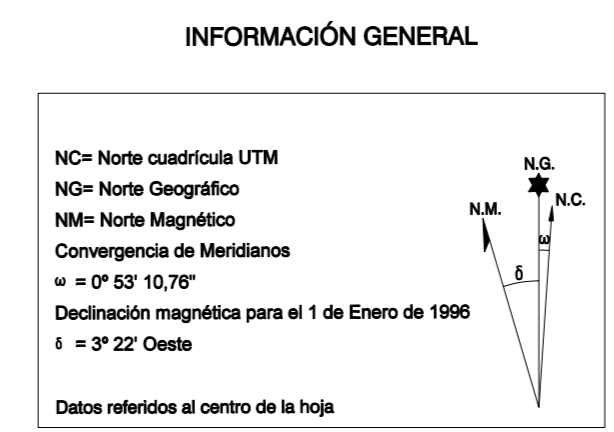 INFORMACIÓN GENERAL
NC= Norte cuadrícula UTM
NG= Norte Geográfico
NM= Norte Magnético
Convergencia de Meridianos
ω = 0º 53' 10,76"
Declinación magnética para el 1 de Enero de 1996
δ = 3º 22' Oeste
Datos referidos al centro de la hoja
N.G.
N.M.
N.C.
ω
δ